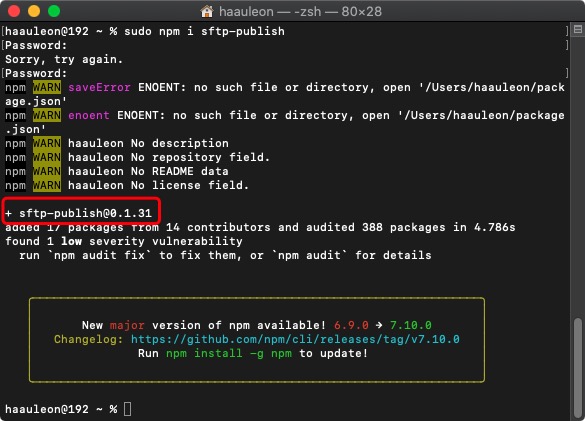 haauleon — -zsh — 80×28
haauleon@192 ~ % sudo npm i sftp-publish
[Password:
Sorry, try again.
[Password:
npm WARN saveError ENOENT: no such file or directory, open '/Users/haauleon/pack
age.json'
npm WARN enoent ENOENT: no such file or directory, open '/Users/haauleon/package
.json'
npm WARN haauleon No description
npm WARN haauleon No repository field.
npm WARN haauleon No README data
npm WARN haauleon No license field.
+ sftp-publish@0.1.31
added 17 packages from 14 contributors and audited 388 packages in 4.786s
found 1 low severity vulnerability
run `npm audit fix` to fix them, or `npm audit` for details
New major version of npm available! 6.9.0 → 7.10.0
Changelog: https://github.com/npm/cli/releases/tag/v7.10.0
Run npm install -g npm to update!
haauleon@192 ~ %